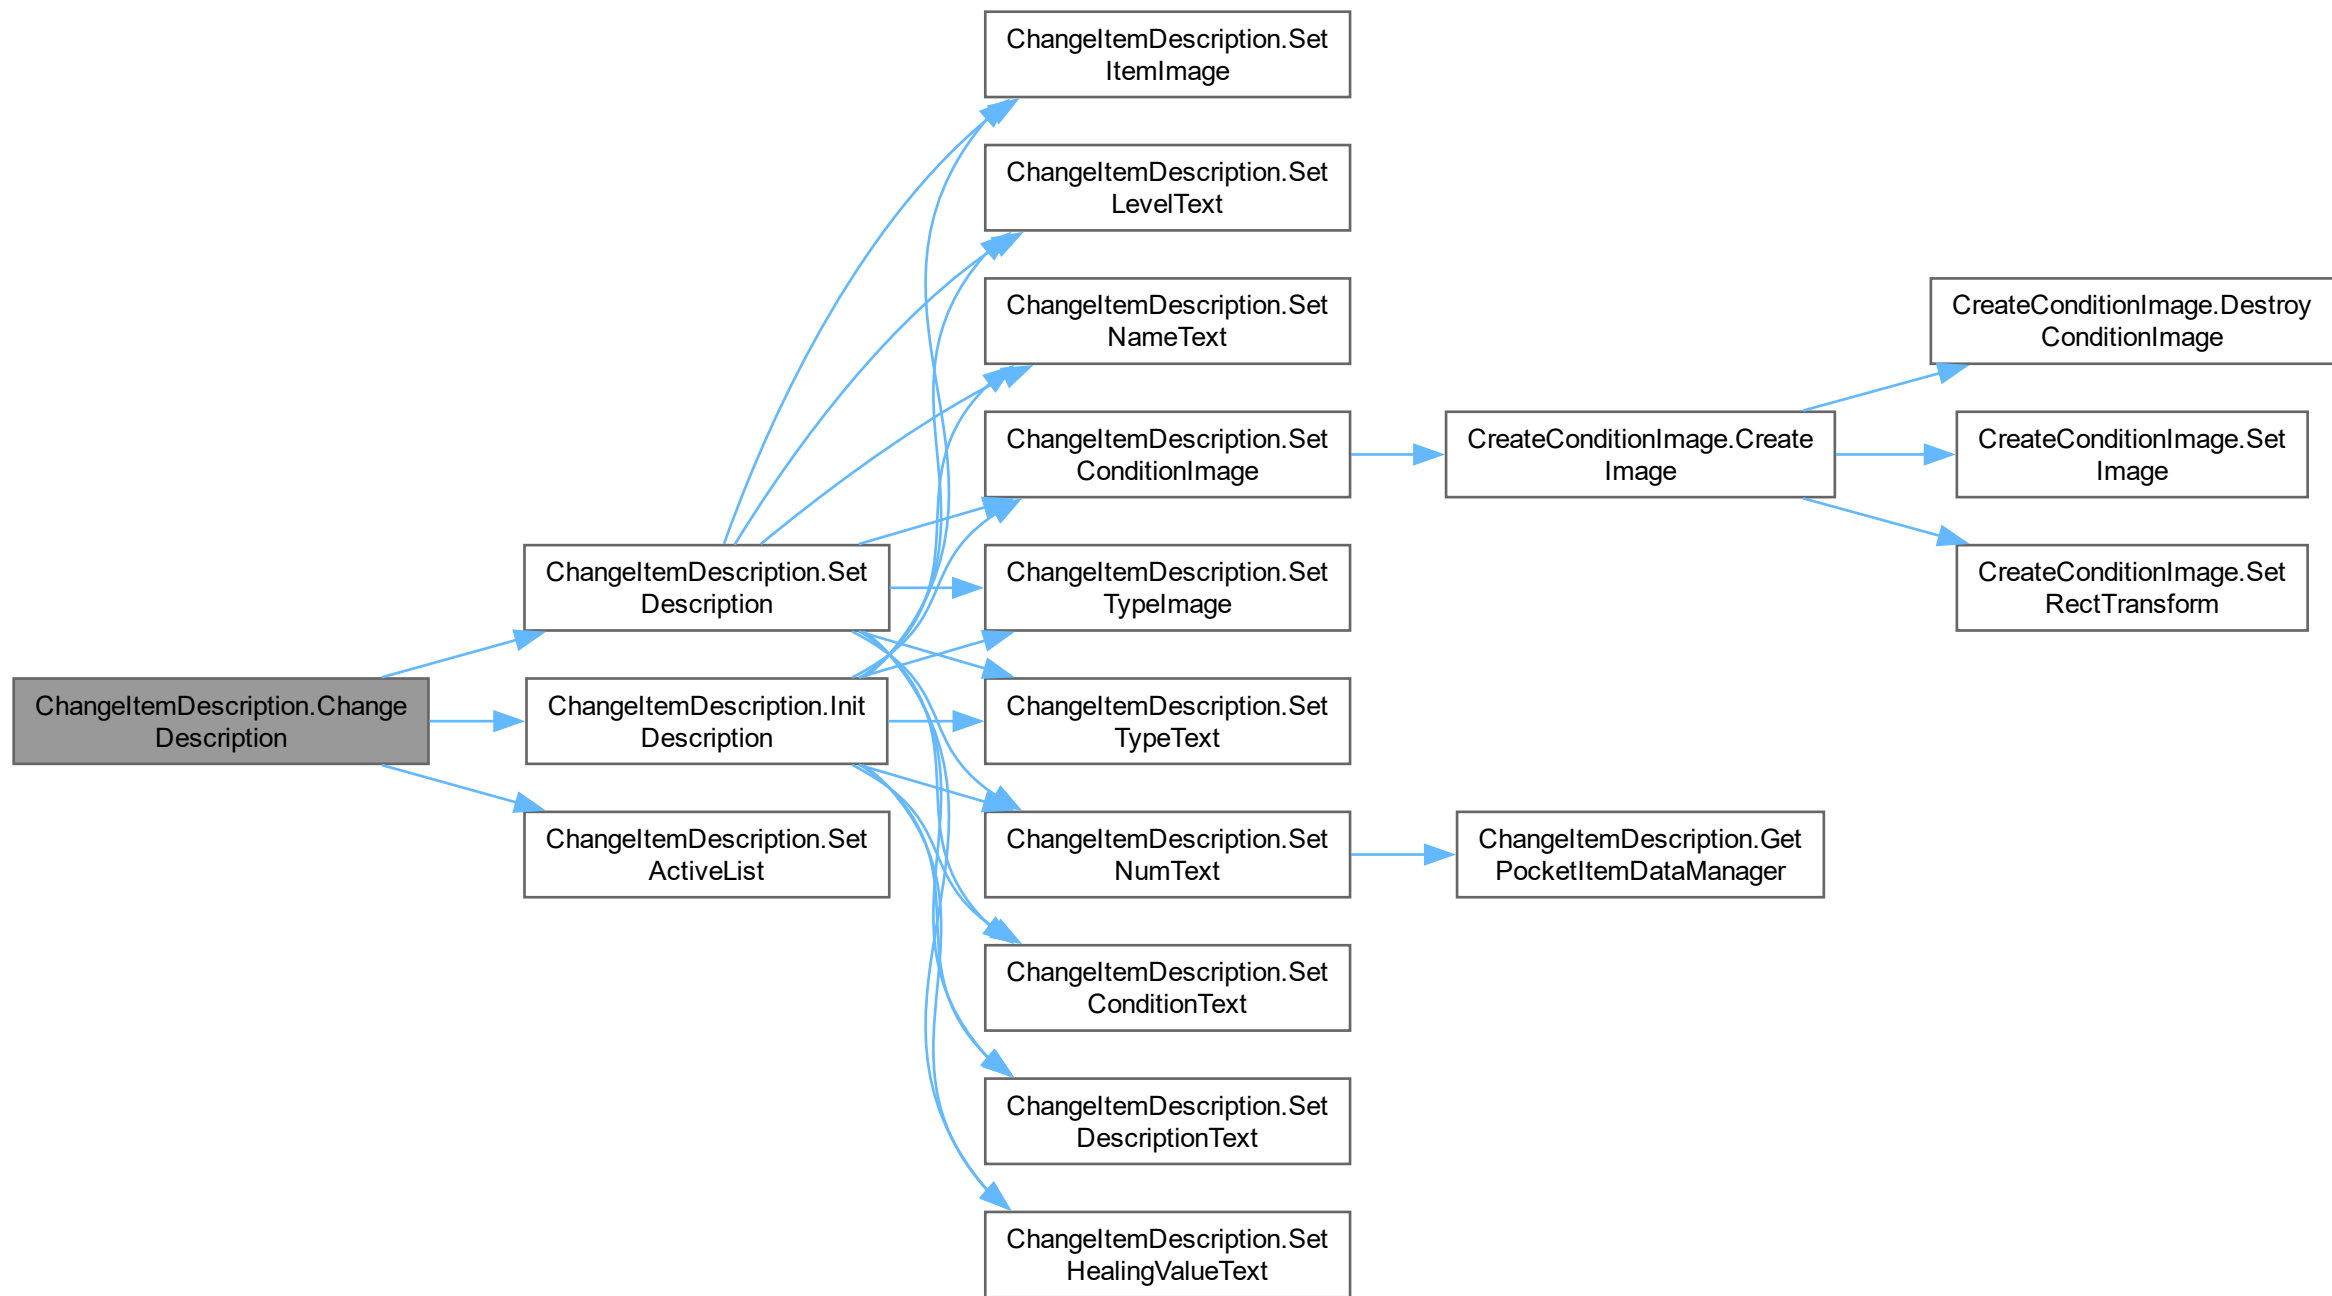 ChangeItemDescription.Set
ItemImage
ChangeItemDescription.Set
LevelText
ChangeItemDescription.Set
NameText
CreateConditionImage.Destroy
ConditionImage
ChangeItemDescription.Set
ConditionImage
CreateConditionImage.Create
Image
CreateConditionImage.Set
Image
ChangeItemDescription.Set
Description
ChangeItemDescription.Set
TypeImage
CreateConditionImage.Set
RectTransform
ChangeItemDescription.Change
Description
ChangeItemDescription.Init
Description
ChangeItemDescription.Set
TypeText
ChangeItemDescription.Set
ActiveList
ChangeItemDescription.Set
NumText
ChangeItemDescription.Get
PocketItemDataManager
ChangeItemDescription.Set
ConditionText
ChangeItemDescription.Set
DescriptionText
ChangeItemDescription.Set
HealingValueText